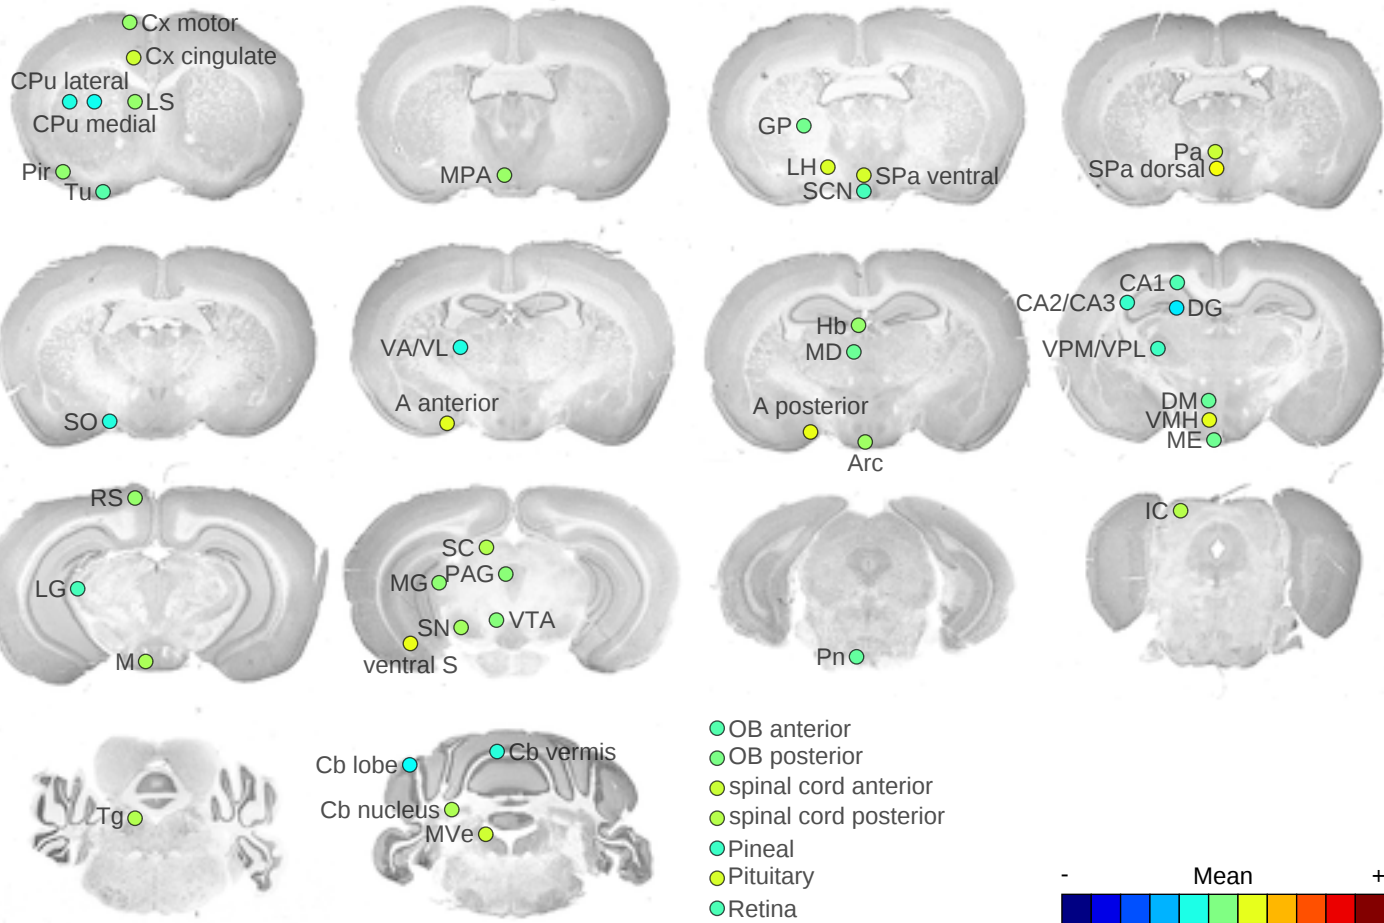 Cx motor
Cx cingulate
CPu lateral
LS
CPu medial
Pir
Tu
MPA
GP
LH
SPa ventral
SCN
Pa
SPa dorsal
SO
VA/VL
A anterior
Hb
MD
A posterior
Arc
CA1
CA2/CA3
DG
VPM/VPL
DM
VMH
ME
RS
LG
M
SC
MG
PAG
SN
VTA
ventral S
Pn
IC
Tg
Cb lobe
Cb vermis
Cb nucleus
MVe
OB anterior
OB posterior
spinal cord anterior
spinal cord posterior
Pineal
Pituitary
Retina
- Mean +